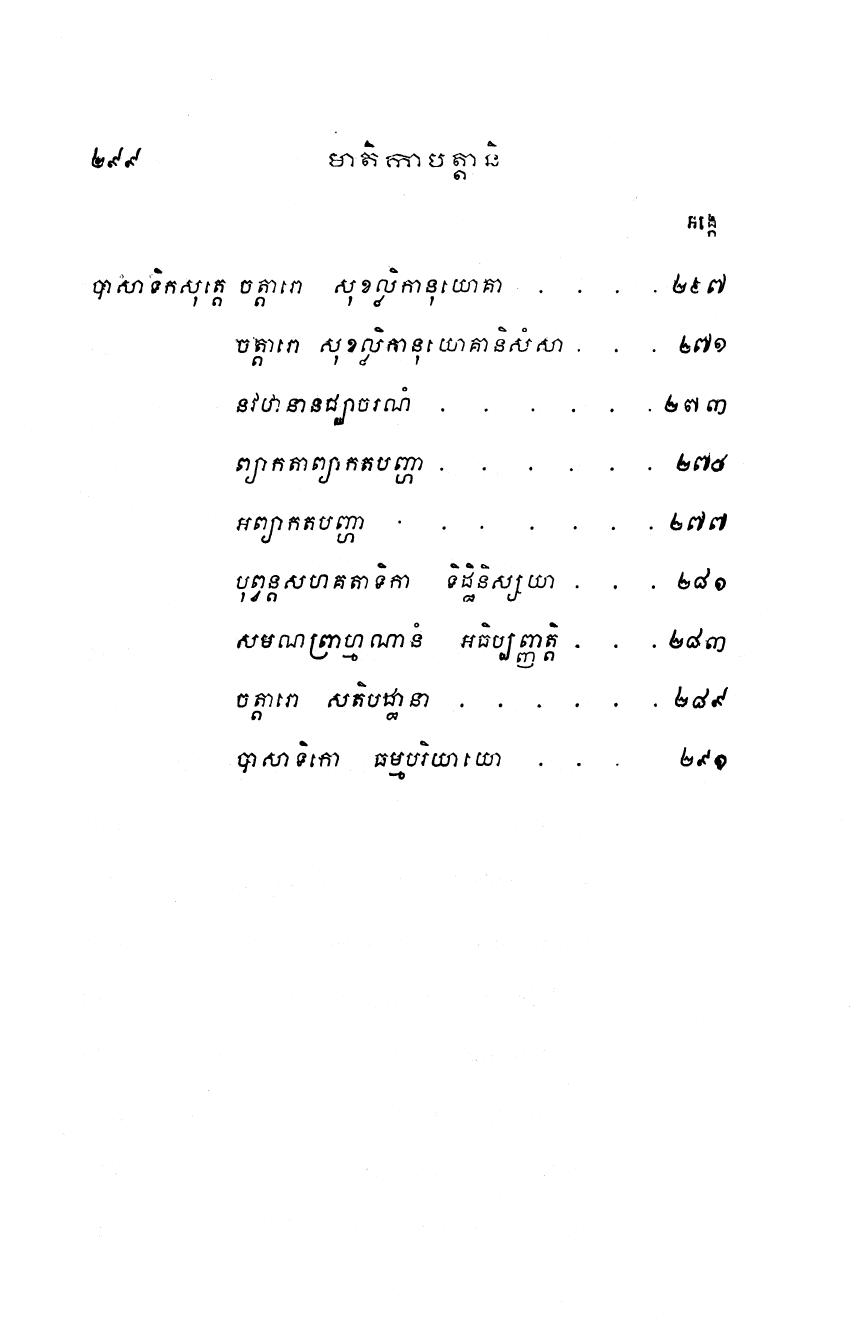 ២៩៩ មាតិកាបត្តានិ
អង្កេ
បាសាទិកសុត្តេ ចត្តារោ សុខល្លិកានុយោគា . . . . ២៦៧
ចត្តារោ សុខល្លិកានុយោគានិសំសា . . . ២៧១
នវឋានានជ្ឈាចរណំ . . . . . . ២៧៣
ព្យាកតាព្យាកតបញ្ហា . . . . . . ២៧៤
អព្យាកតបញ្ហា . . . . . . . ២៧៧
បុព្វន្តសហគតាទិកា ទិដ្ឋិនិស្សយា . . . ២៨១
សមណព្រាហ្មណានំ អធិប្បញ្ញត្តិ . . . ២៨៣
ចត្តារោ សតិបដ្ឋានា . . . . . . ២៨៩
បាសាទិកោ ធម្មបរិយាយោ . . . ២៩១